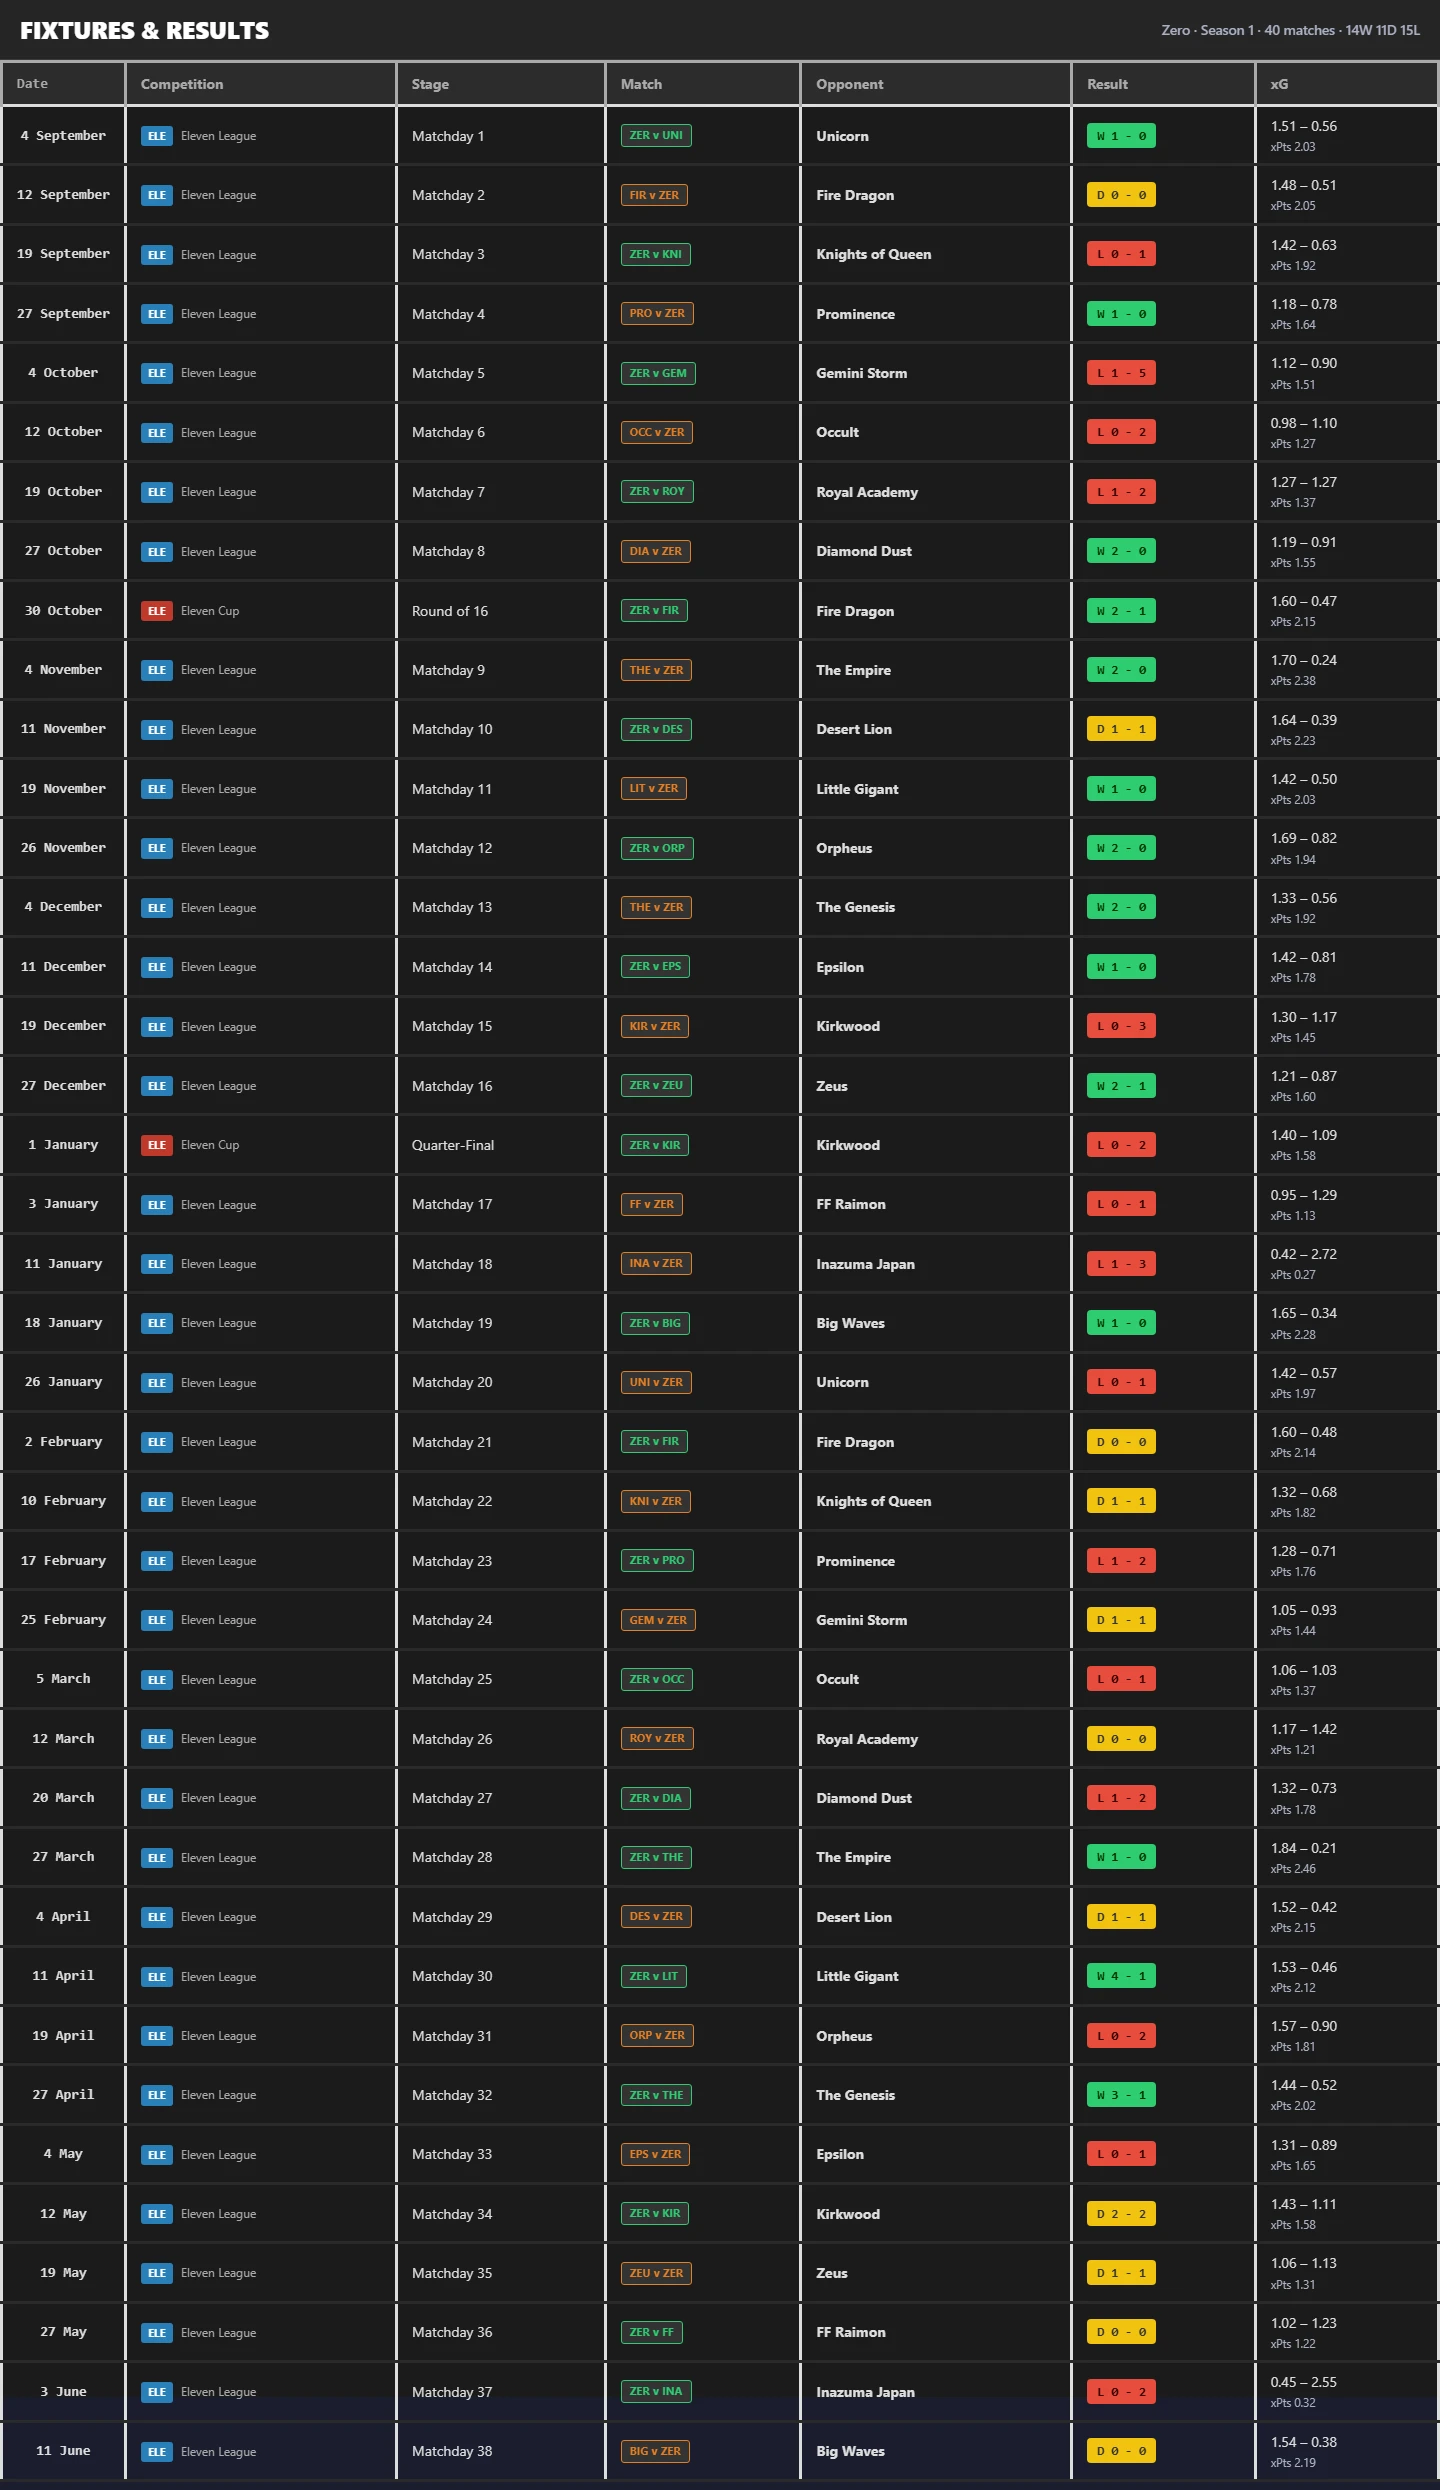 FIXTURES & RESULTS
Zero · Season 1 · 40 matches · 14W 11D 15L
Date Competition Stage Match Opponent Result xG
4 September ELE Eleven League Matchday 1 ZER v UNI Unicorn W 1 - 0 1.51 – 0.56
xPts 2.03
12 September ELE Eleven League Matchday 2 FIR v ZER Fire Dragon D 0 - 0 1.48 – 0.51
xPts 2.05
19 September ELE Eleven League Matchday 3 ZER v KNI Knights of Queen L 0 - 1 1.42 – 0.63
xPts 1.92
27 September ELE Eleven League Matchday 4 PRO v ZER Prominence W 1 - 0 1.18 – 0.78
xPts 1.64
4 October ELE Eleven League Matchday 5 ZER v GEM Gemini Storm L 1 - 5 1.12 – 0.90
xPts 1.51
12 October ELE Eleven League Matchday 6 OCC v ZER Occult L 0 - 2 0.98 – 1.10
xPts 1.27
19 October ELE Eleven League Matchday 7 ZER v ROY Royal Academy L 1 - 2 1.27 – 1.27
xPts 1.37
27 October ELE Eleven League Matchday 8 DIA v ZER Diamond Dust W 2 - 0 1.19 – 0.91
xPts 1.55
30 October ELE Eleven Cup Round of 16 ZER v FIR Fire Dragon W 2 - 1 1.60 – 0.47
xPts 2.15
4 November ELE Eleven League Matchday 9 THE v ZER The Empire W 2 - 0 1.70 – 0.24
xPts 2.38
11 November ELE Eleven League Matchday 10 ZER v DES Desert Lion D 1 - 1 1.64 – 0.39
xPts 2.23
19 November ELE Eleven League Matchday 11 LIT v ZER Little Gigant W 1 - 0 1.42 – 0.50
xPts 2.03
26 November ELE Eleven League Matchday 12 ZER v ORP Orpheus W 2 - 0 1.69 – 0.82
xPts 1.94
4 December ELE Eleven League Matchday 13 THE v ZER The Genesis W 2 - 0 1.33 – 0.56
xPts 1.92
11 December ELE Eleven League Matchday 14 ZER v EPS Epsilon W 1 - 0 1.42 – 0.81
xPts 1.78
19 December ELE Eleven League Matchday 15 KIR v ZER Kirkwood L 0 - 3 1.30 – 1.17
xPts 1.45
27 December ELE Eleven League Matchday 16 ZER v ZEU Zeus W 2 - 1 1.21 – 0.87
xPts 1.60
1 January ELE Eleven Cup Quarter-Final ZER v KIR Kirkwood L 0 - 2 1.40 – 1.09
xPts 1.58
3 January ELE Eleven League Matchday 17 FF v ZER FF Raimon L 0 - 1 0.95 – 1.29
xPts 1.13
11 January ELE Eleven League Matchday 18 INA v ZER Inazuma Japan L 1 - 3 0.42 – 2.72
xPts 0.27
18 January ELE Eleven League Matchday 19 ZER v BIG Big Waves W 1 - 0 1.65 – 0.34
xPts 2.28
26 January ELE Eleven League Matchday 20 UNI v ZER Unicorn L 0 - 1 1.42 – 0.57
xPts 1.97
2 February ELE Eleven League Matchday 21 ZER v FIR Fire Dragon D 0 - 0 1.60 – 0.48
xPts 2.14
10 February ELE Eleven League Matchday 22 KNI v ZER Knights of Queen D 1 - 1 1.32 – 0.68
xPts 1.82
17 February ELE Eleven League Matchday 23 ZER v PRO Prominence L 1 - 2 1.28 – 0.71
xPts 1.76
25 February ELE Eleven League Matchday 24 GEM v ZER Gemini Storm D 1 - 1 1.05 – 0.93
xPts 1.44
5 March ELE Eleven League Matchday 25 ZER v OCC Occult L 0 - 1 1.06 – 1.03
xPts 1.37
12 March ELE Eleven League Matchday 26 ROY v ZER Royal Academy D 0 - 0 1.17 – 1.42
xPts 1.21
20 March ELE Eleven League Matchday 27 ZER v DIA Diamond Dust L 1 - 2 1.32 – 0.73
xPts 1.78
27 March ELE Eleven League Matchday 28 ZER v THE The Empire W 1 - 0 1.84 – 0.21
xPts 2.46
4 April ELE Eleven League Matchday 29 DES v ZER Desert Lion D 1 - 1 1.52 – 0.42
xPts 2.15
11 April ELE Eleven League Matchday 30 ZER v LIT Little Gigant W 4 - 1 1.53 – 0.46
xPts 2.12
19 April ELE Eleven League Matchday 31 ORP v ZER Orpheus L 0 - 2 1.57 – 0.90
xPts 1.81
27 April ELE Eleven League Matchday 32 ZER v THE The Genesis W 3 - 1 1.44 – 0.52
xPts 2.02
4 May ELE Eleven League Matchday 33 EPS v ZER Epsilon L 0 - 1 1.31 – 0.89
xPts 1.65
12 May ELE Eleven League Matchday 34 ZER v KIR Kirkwood D 2 - 2 1.43 – 1.11
xPts 1.58
19 May ELE Eleven League Matchday 35 ZEU v ZER Zeus D 1 - 1 1.06 – 1.13
xPts 1.31
27 May ELE Eleven League Matchday 36 ZER v FF FF Raimon D 0 - 0 1.02 – 1.23
xPts 1.22
3 June ELE Eleven League Matchday 37 ZER v INA Inazuma Japan L 0 - 2 0.45 – 2.55
xPts 0.32
11 June ELE Eleven League Matchday 38 BIG v ZER Big Waves D 0 - 0 1.54 – 0.38
xPts 2.19